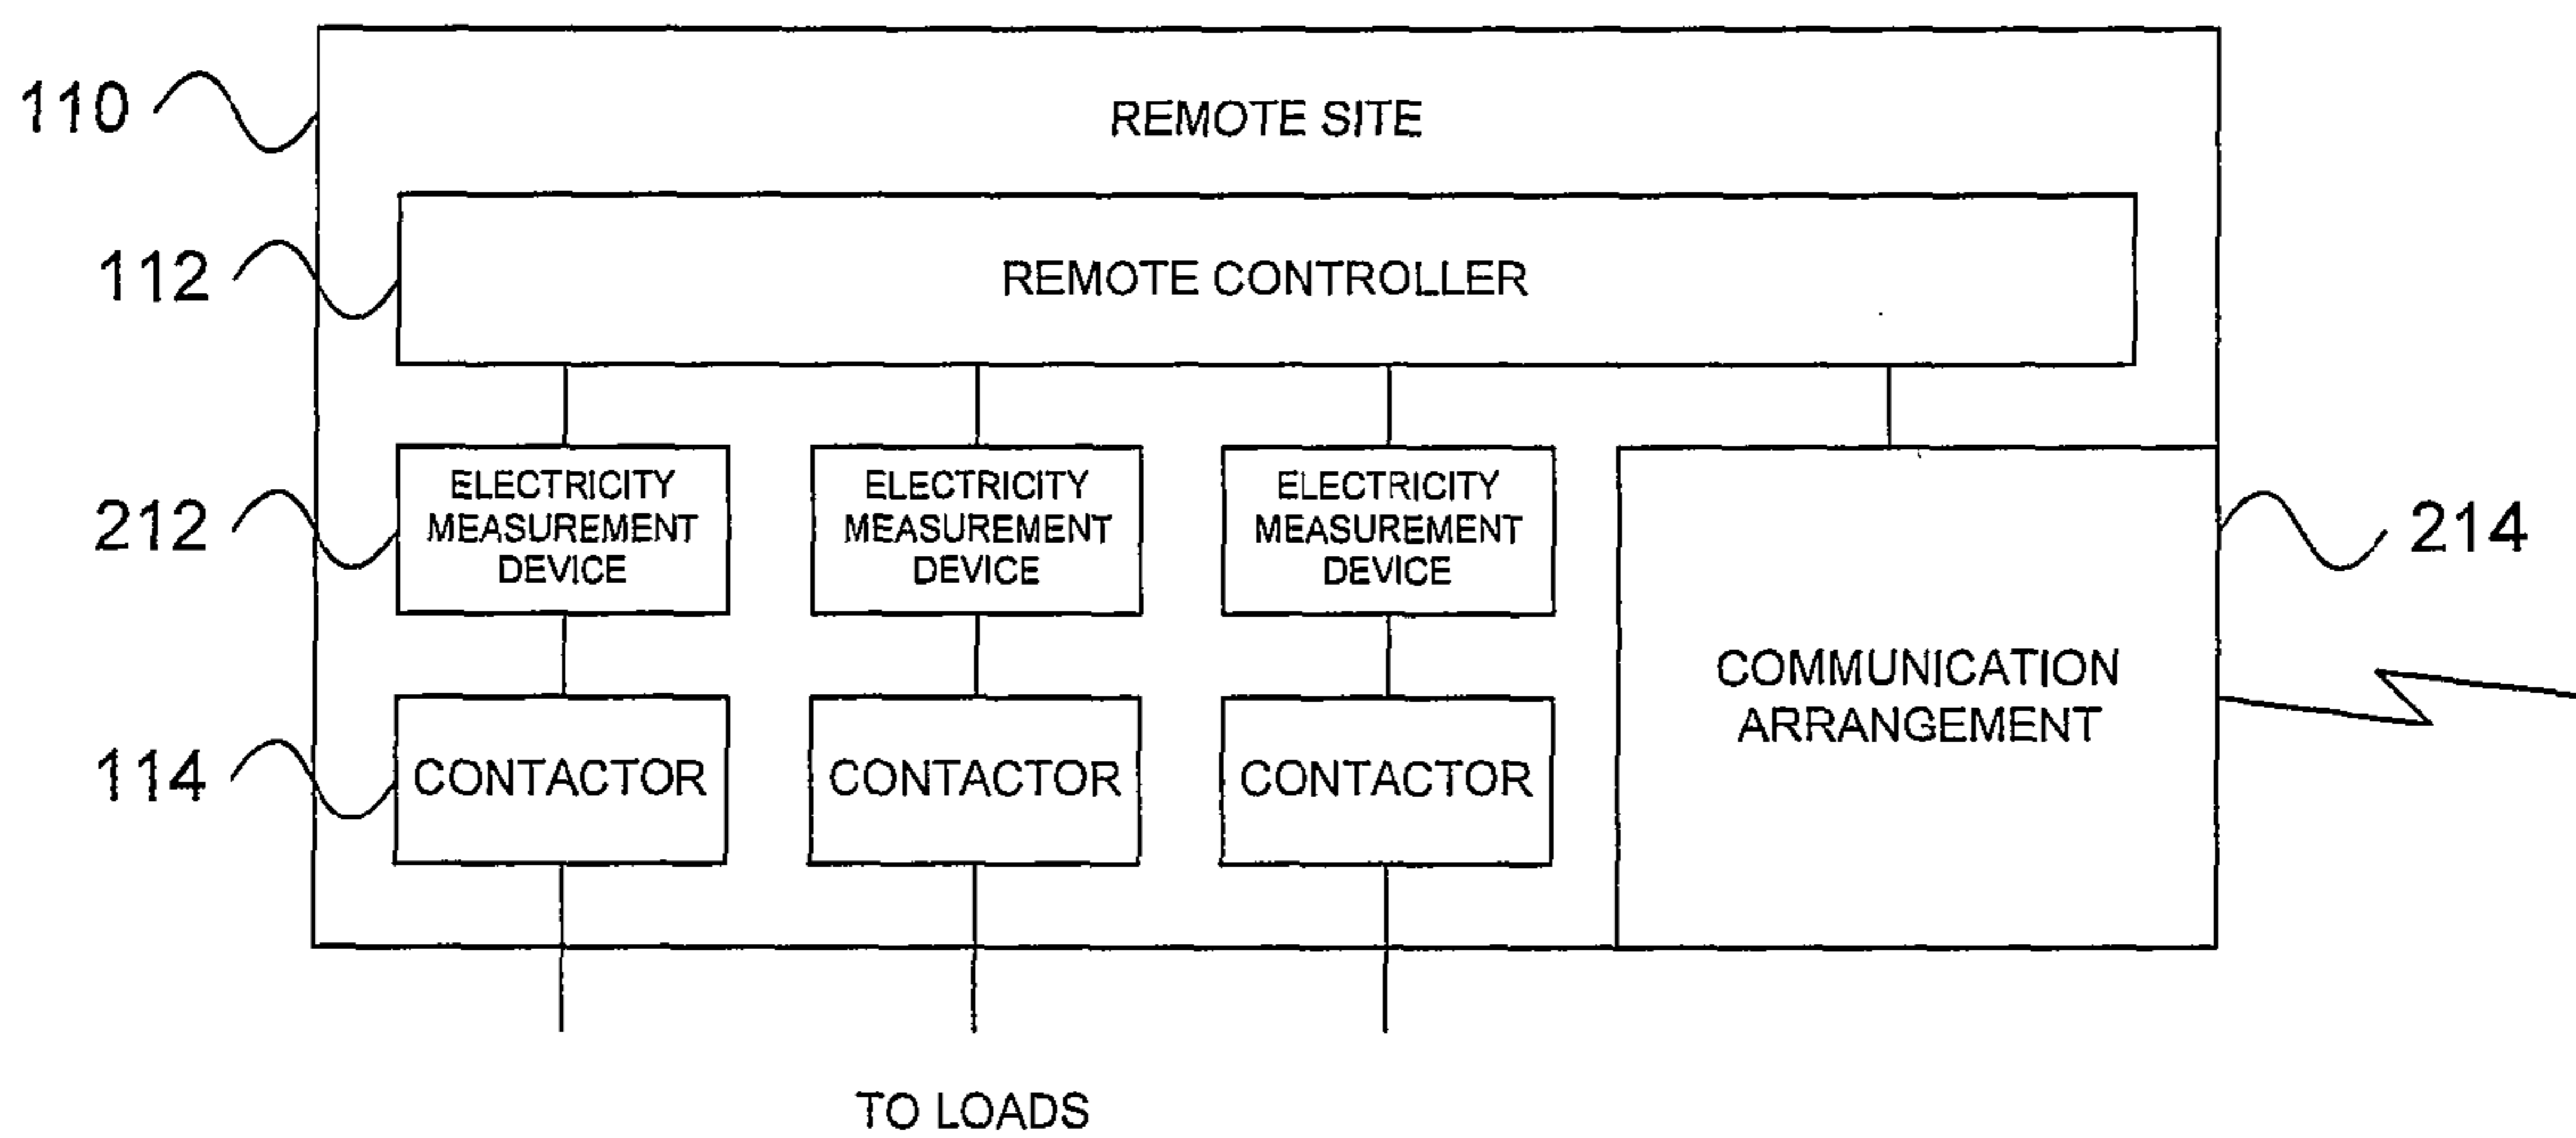 110
REMOTE SITE
112
REMOTE CONTROLLER
212
ELECTRICITY
MEASUREMENT
DEVICE
ELECTRICITY
MEASUREMENT
DEVICE
ELECTRICITY
MEASUREMENT
DEVICE
214
COMMUNICATION
ARRANGEMENT
114
CONTACTOR
CONTACTOR
CONTACTOR
TO LOADS